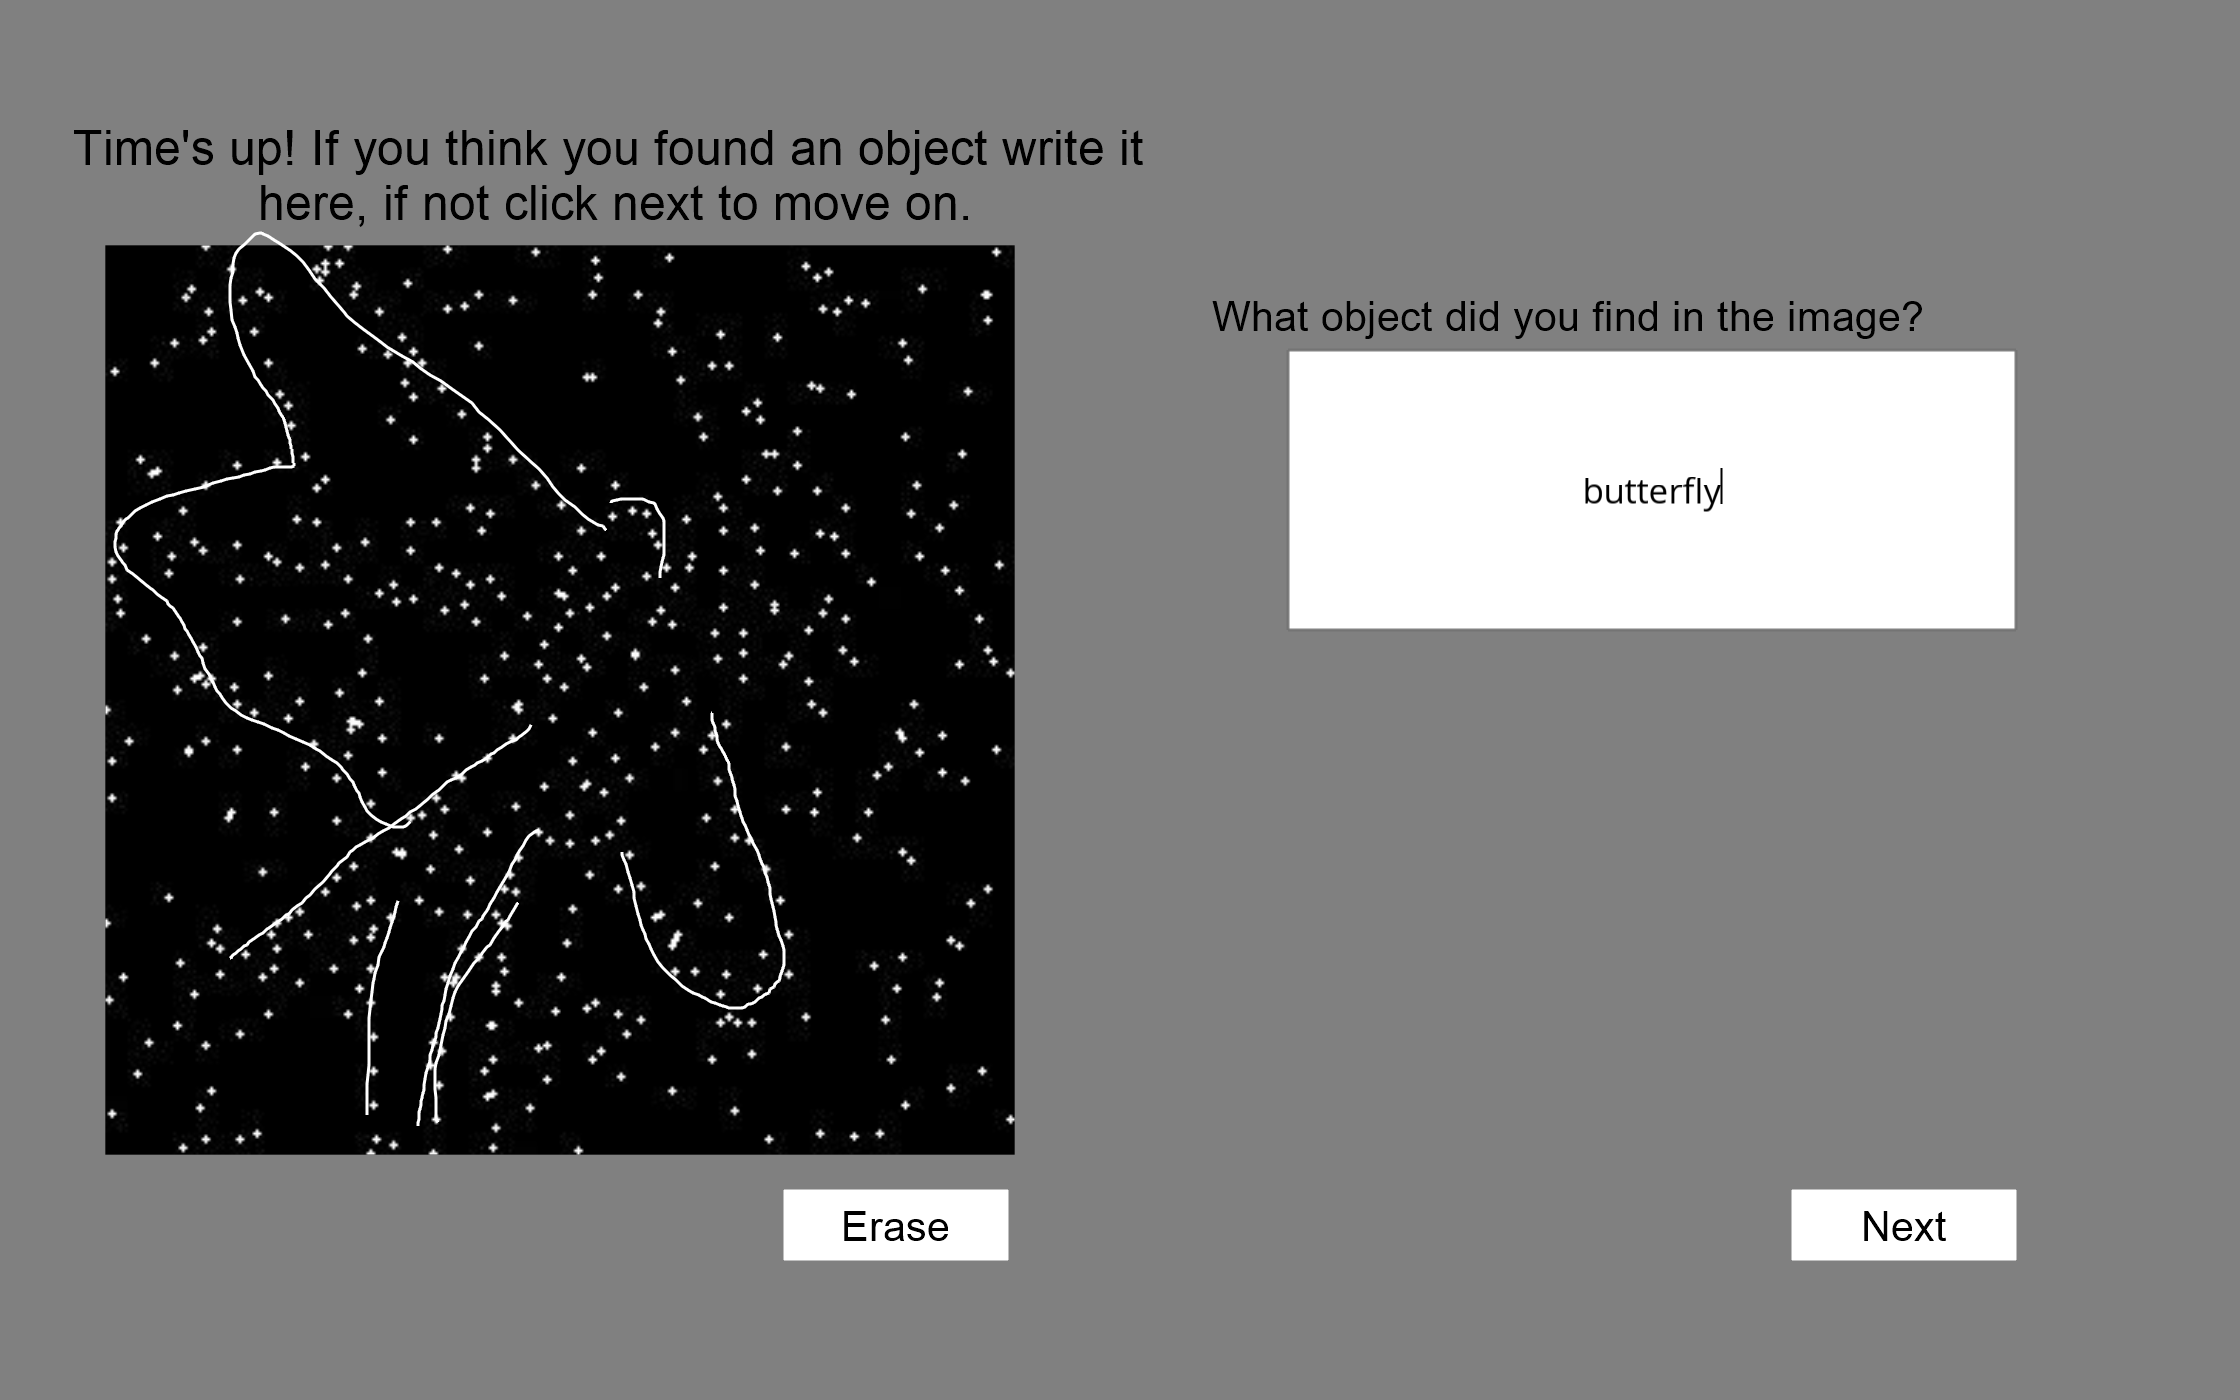 Time's up! If you think you found an object write it
here, if not click next to move on.
What object did you find in the image?
butterfly
Erase
Next